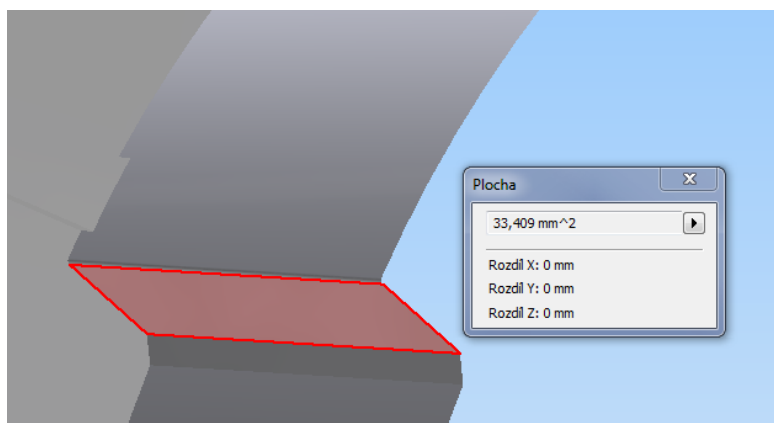 Plocha
33,409 mm^2
Rozdíl X: 0 mm
Rozdíl Y: 0 mm
Rozdíl Z: 0 mm